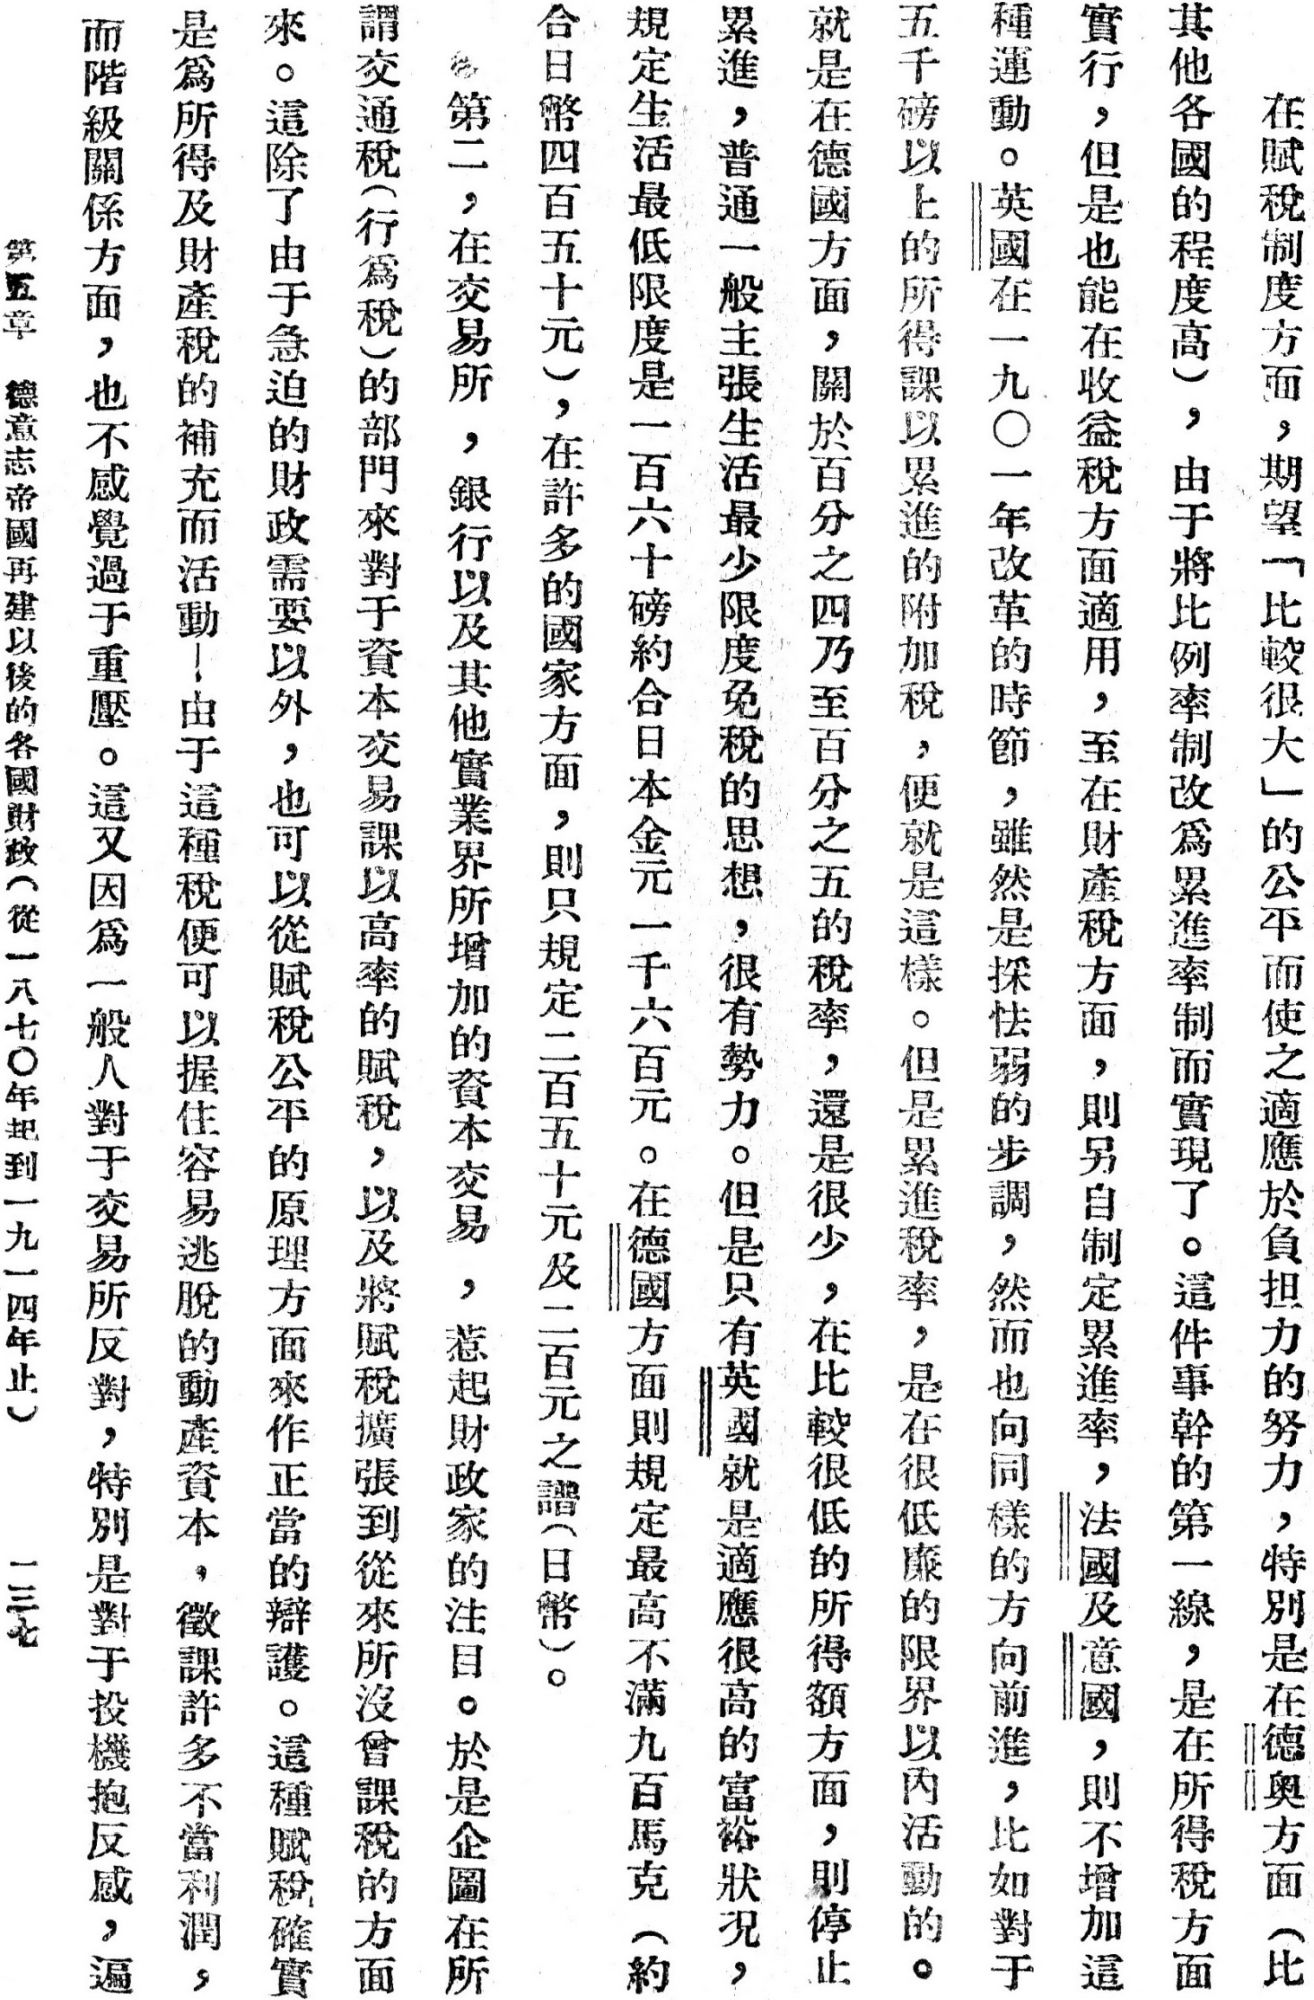 在賦稅制度方面，期望「比較很大」的公平而使之適應於負担力的努力，特別是在德奧方面（比
其他各國的程度高），由于將比例率制改爲累進率制而實現了。這件事幹的第一線，是在所得稅方面
實行，但是也能在收益稅方面適用，至在財產稅方面，則另自制定累進率，法國及意國，則不增加這
種運動。英國在一九〇一年改革的時節，雖然是採怯弱的步調，然而也向同樣的方向前進，比如對于
五千磅以上的所得課以累進的附加稅，便就是這樣。但是累進稅率，是在很低廉的限界以內活動的。
就是在德國方面，關於百分之四乃至百分之五的稅率，還是很少，在比較很低的所得額方面，則停止
累進，普通一般主張生活最少限度免稅的思想，很有勢力。但是只有英國就是適應很高的富裕狀況，
規定生活最低限度是一百六十磅約合日本金元一千六百元。在德國方面則規定最高不滿九百馬克（約
合日幣四百五十元），在許多的國家方面，則只規定二百五十元及二百元之譜（日幣）。
第二，在交易所，銀行以及其他實業界所增加的資本交易，惹起財政家的注目。於是企圖在所
謂交通稅（行爲稅）的部門來對于資本交易課以高率的賦稅，以及將賦稅擴張到從來所沒曾課稅的方面
來。這除了由于急迫的財政需要以外，也可以從賦稅公平的原理方面來作正當的辯護。這種賦稅確實
是爲所得及財產稅的補充而活動—由于這種稅便可以握住容易逃脫的動產資本，徵課許多不當利潤，
而階級關係方面，也不感覺過于重壓。這又因爲一般人對于交易所反對，特別是對于投機抱反感，遍
第五章　德意志帝國再建以後的各國財政（從一八七〇年起到一九一四年止）　一三七